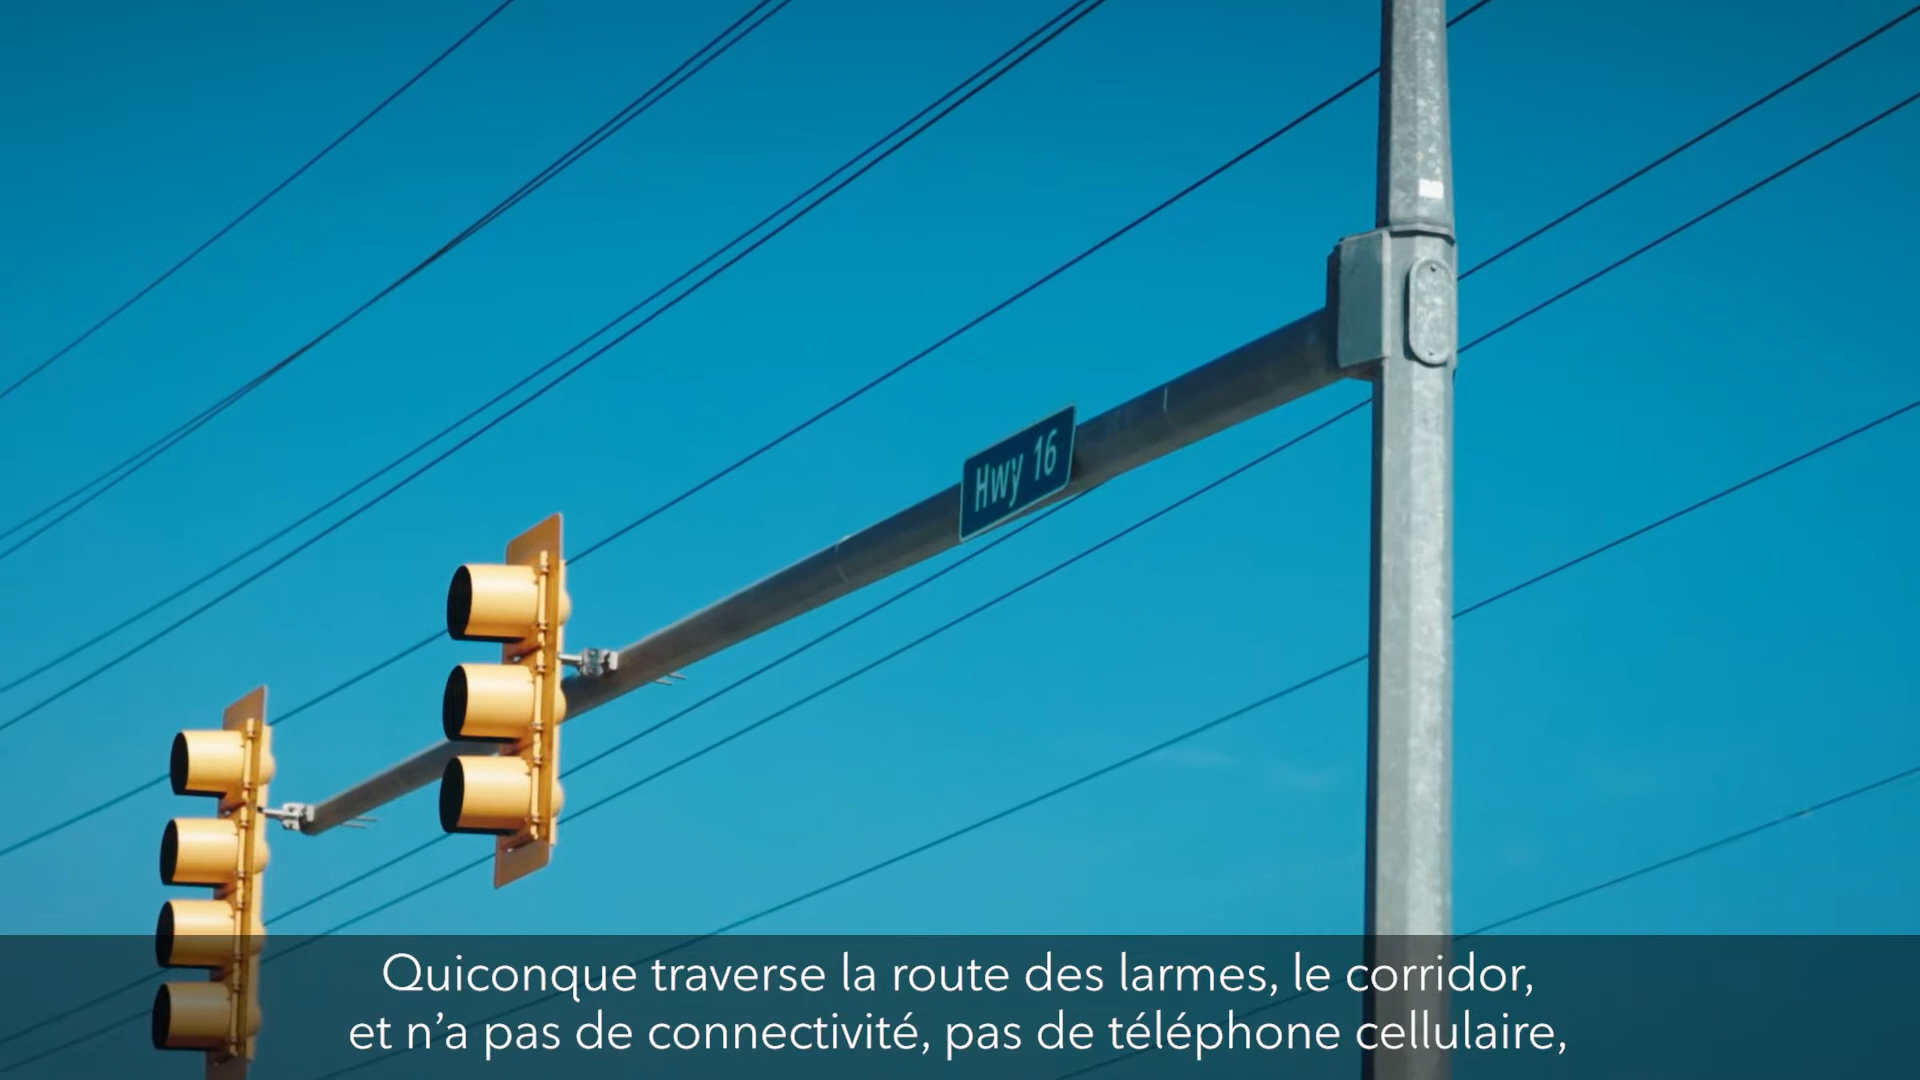 Hwy 16
Quiconque traverse la route des larmes, le corridor,
et n’a pas de connectivité, pas de téléphone cellulaire,